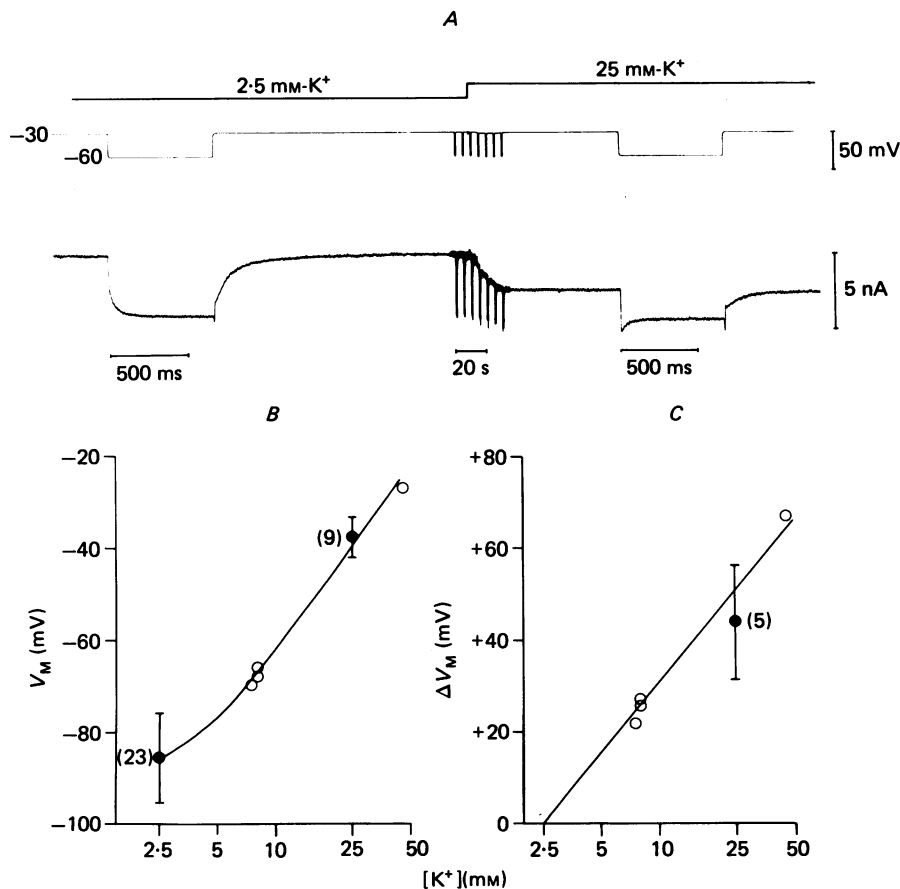 A
2·5 mM-K⁺
25 mM-K⁺
−30
−60
50 mV
5 nA
500 ms
20 s
500 ms
B
C
−20
−40
−60
−80
−100
V_M (mV)
(9)
(23)
2·5 5 10 25 50
+80
+60
+40
+20
0
ΔV_M (mV)
(5)
2·5 5 10 25 50
[K⁺](mM)